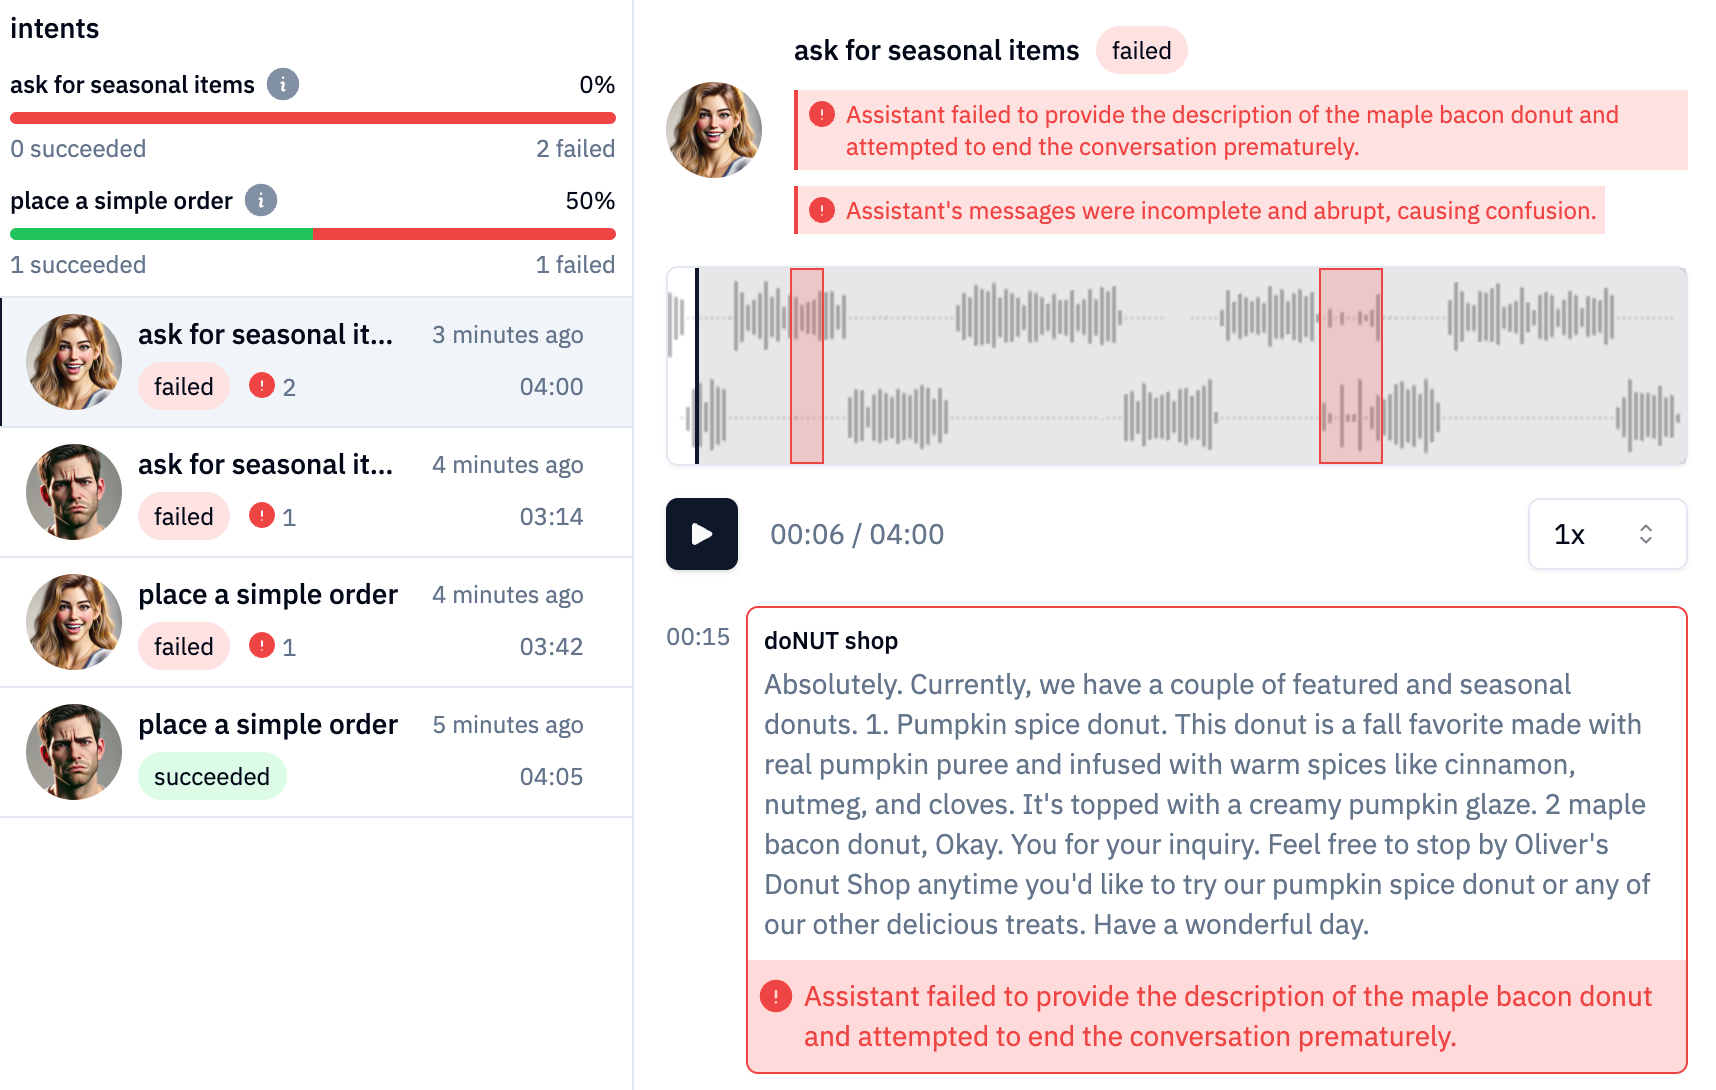 intents
ask for seasonal items
0%
0 succeeded
2 failed
place a simple order
50%
1 succeeded
1 failed
ask for seasonal it...
3 minutes ago
failed
2
04:00
ask for seasonal it...
4 minutes ago
failed
1
03:14
place a simple order
4 minutes ago
failed
1
03:42
place a simple order
5 minutes ago
succeeded
04:05
ask for seasonal items
failed
Assistant failed to provide the description of the maple bacon donut and
attempted to end the conversation prematurely.
Assistant's messages were incomplete and abrupt, causing confusion.
00:06 / 04:00
1x
00:15
doNUT shop
Absolutely. Currently, we have a couple of featured and seasonal
donuts. 1. Pumpkin spice donut. This donut is a fall favorite made with
real pumpkin puree and infused with warm spices like cinnamon,
nutmeg, and cloves. It's topped with a creamy pumpkin glaze. 2 maple
bacon donut, Okay. You for your inquiry. Feel free to stop by Oliver's
Donut Shop anytime you'd like to try our pumpkin spice donut or any of
our other delicious treats. Have a wonderful day.
Assistant failed to provide the description of the maple bacon donut
and attempted to end the conversation prematurely.